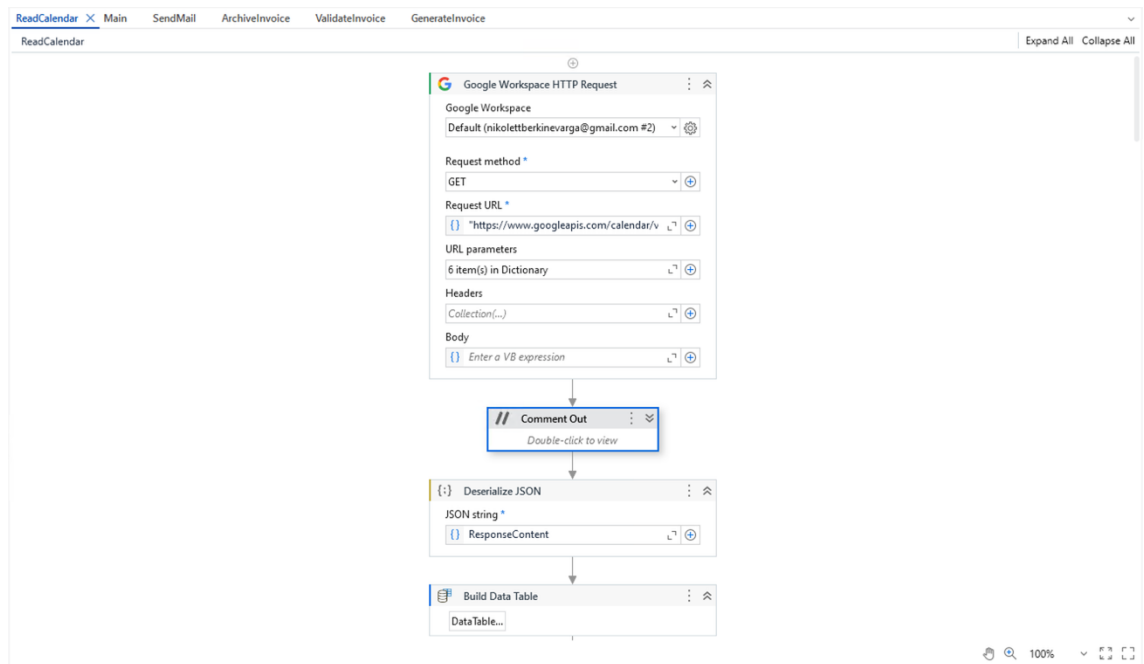 ReadCalendar Main SendMail ArchiveInvoice ValidateInvoice GenerateInvoice
ReadCalendar Expand All Collapse All
Google Workspace HTTP Request
Google Workspace
Default (nikolettberkinevarga@gmail.com #2)
Request method *
GET
Request URL *
{} "https://www.googleapis.com/calendar/v
URL parameters
6 item(s) in Dictionary
Headers
Collection(...)
Body
{} Enter a VB expression
// Comment Out
Double-click to view
{:} Deserialize JSON
JSON string *
{} ResponseContent
Build Data Table
DataTable...
100%